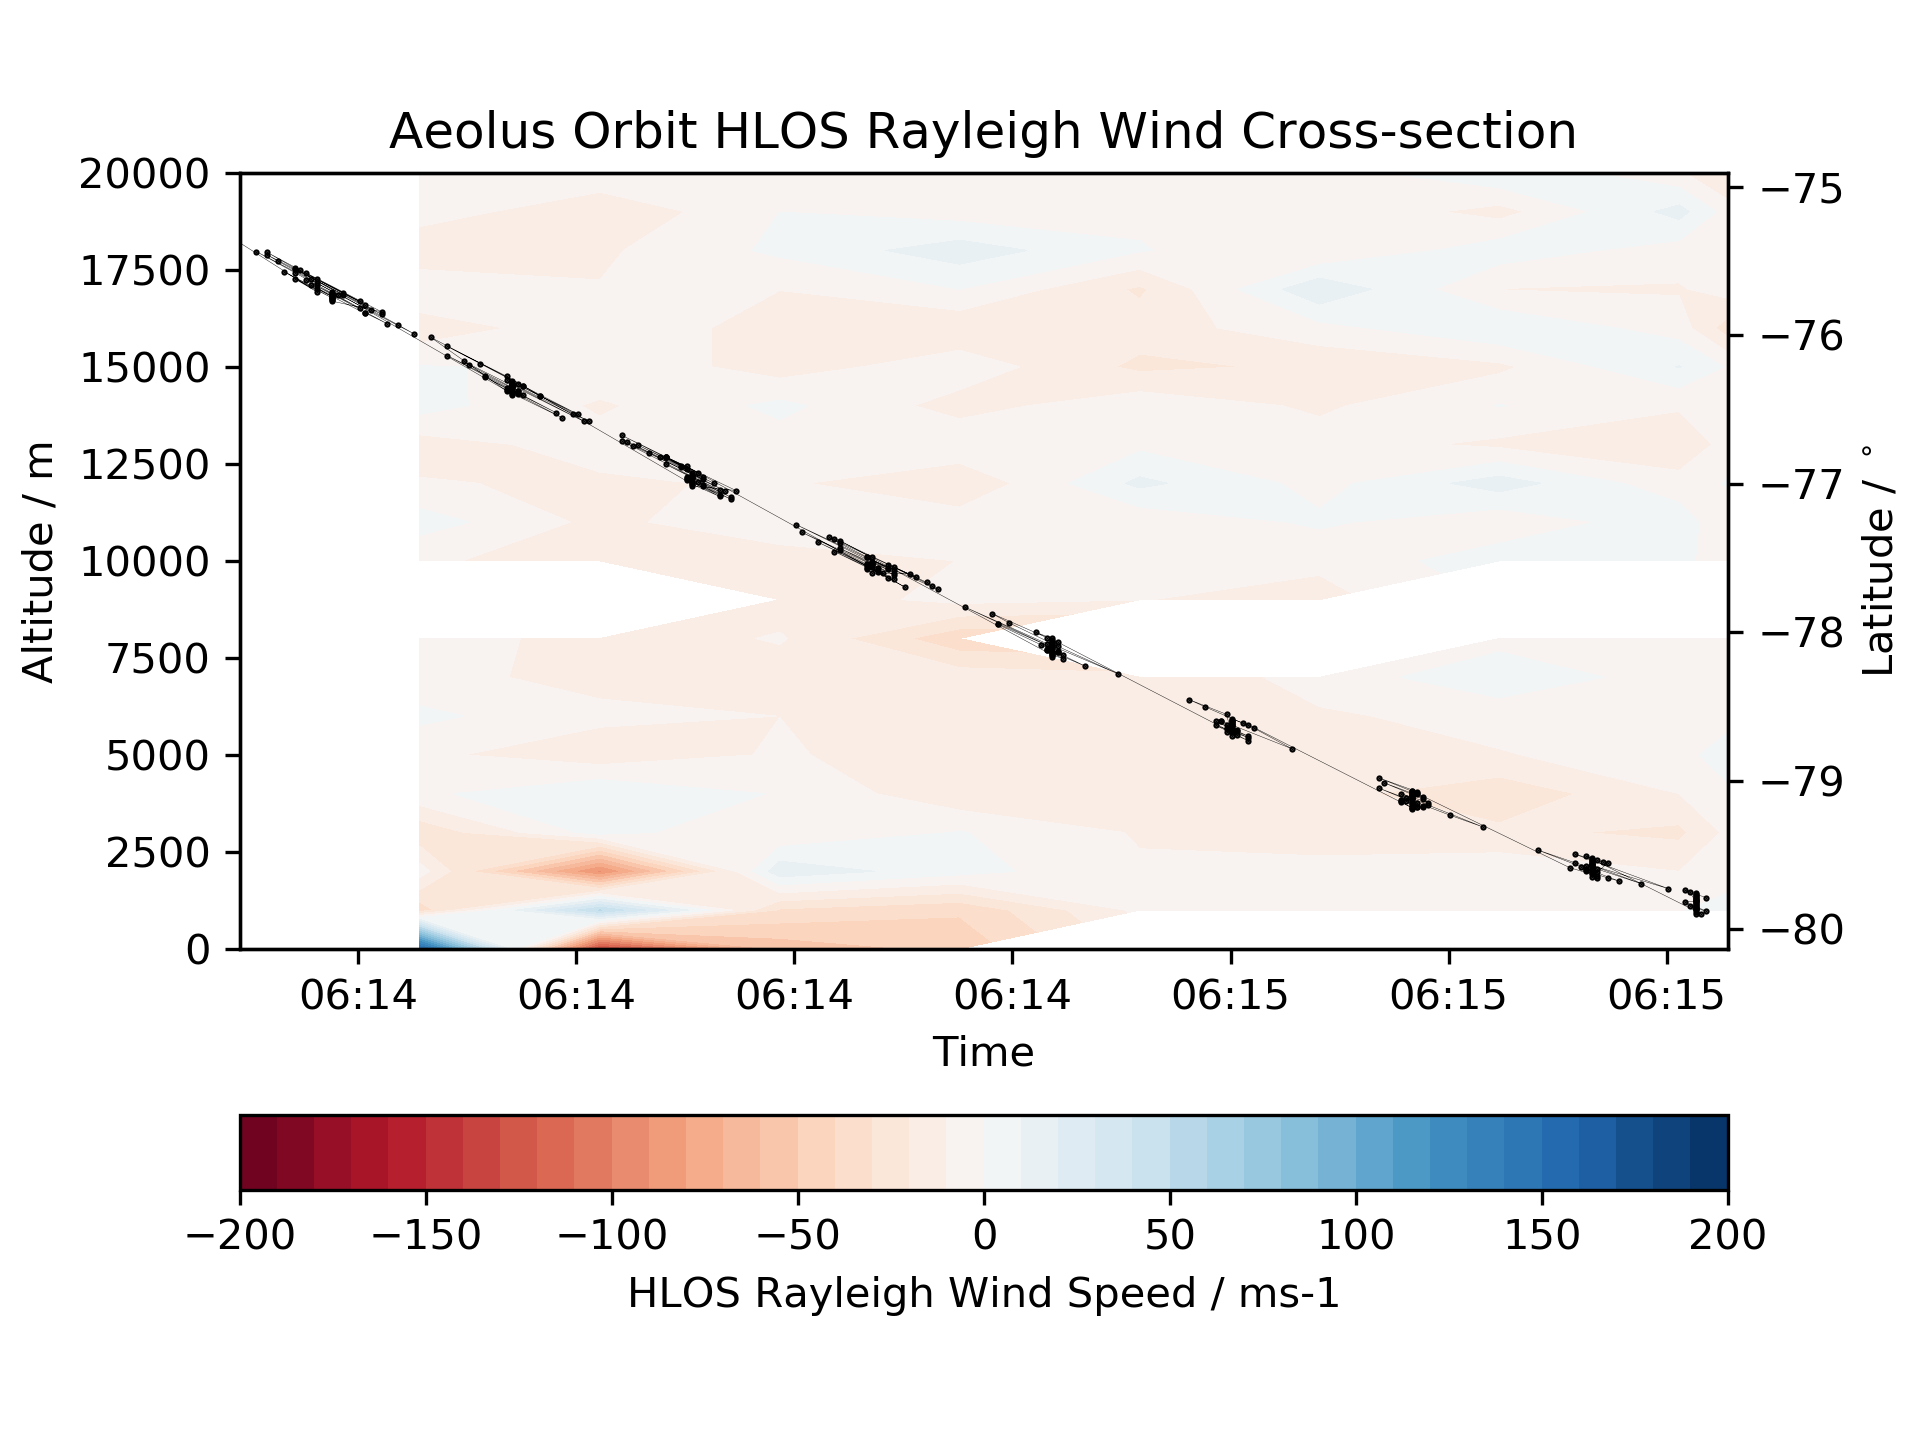 Aeolus Orbit HLOS Rayleigh Wind Cross-section
20000
17500
15000
12500
10000
7500
5000
2500
0
Altitude / m
−75
−76
−77
−78
−79
−80
Latitude / °
06:14 06:14 06:14 06:14 06:15 06:15 06:15
Time
−200 −150 −100 −50 0 50 100 150 200
HLOS Rayleigh Wind Speed / ms-1